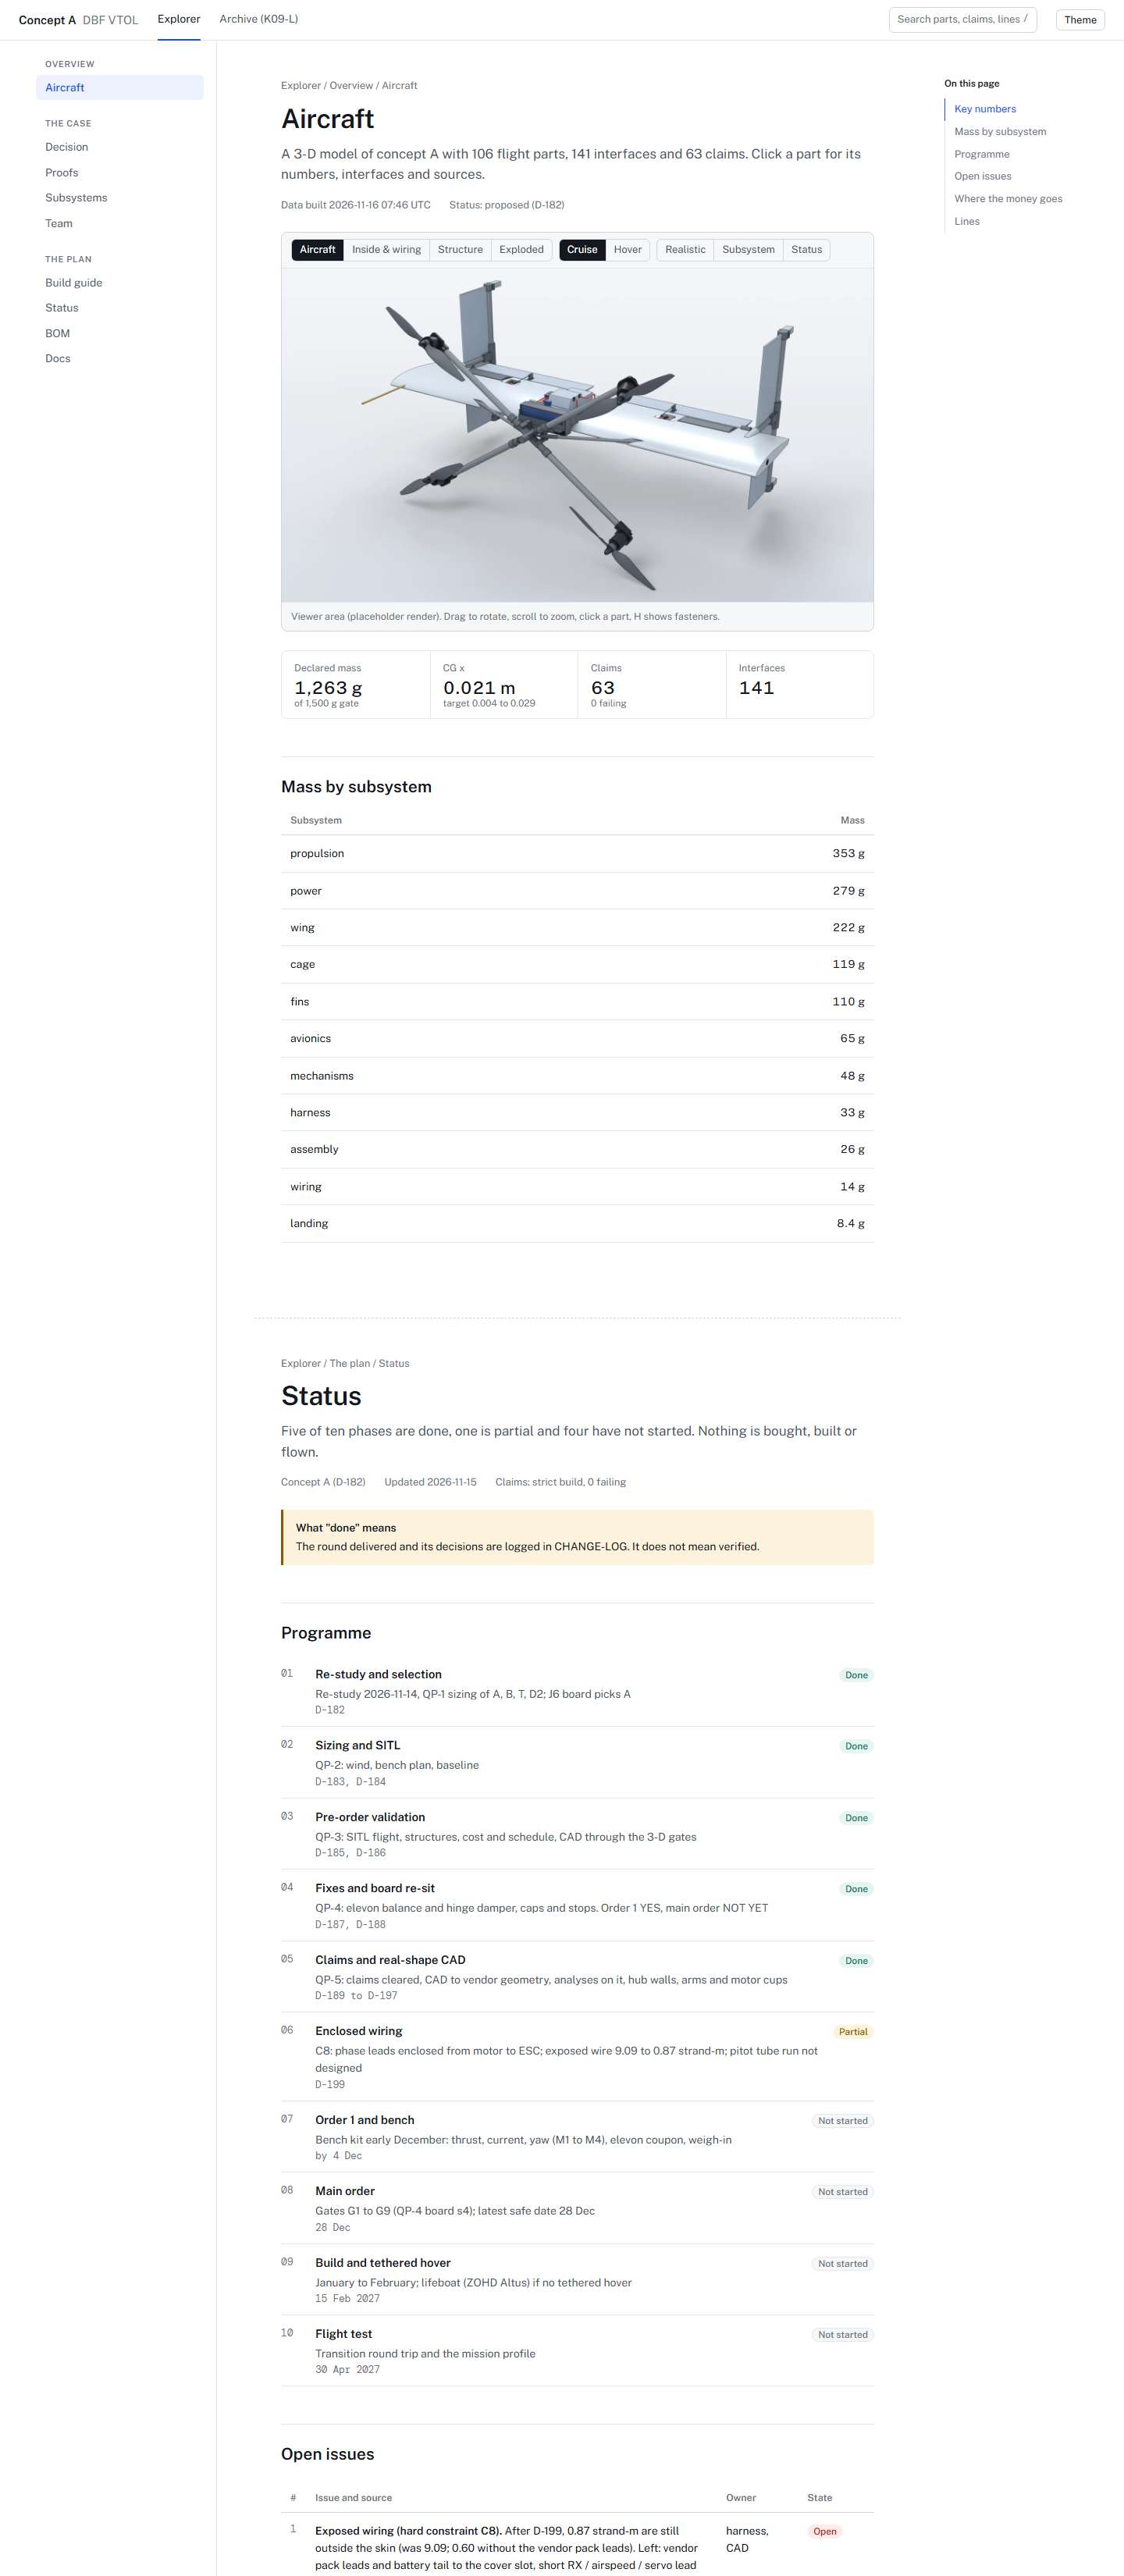 Concept A DBF VTOL
Explorer
Archive (K09-L)
Search parts, claims, lines /
Theme
OVERVIEW
Aircraft
THE CASE
Decision
Proofs
Subsystems
Team
THE PLAN
Build guide
Status
BOM
Docs
Explorer / Overview / Aircraft
Aircraft
A 3-D model of concept A with 106 flight parts, 141 interfaces and 63 claims. Click a part for its
numbers, interfaces and sources.
Data built 2026-11-16 07:46 UTC
Status: proposed (D-182)
On this page
Key numbers
Mass by subsystem
Programme
Open issues
Where the money goes
Lines
Aircraft
Inside & wiring
Structure
Exploded
Cruise
Hover
Realistic
Subsystem
Status
Viewer area (placeholder render). Drag to rotate, scroll to zoom, click a part, H shows fasteners.
Declared mass
1,263 g
of 1,500 g gate
CG x
0.021 m
target 0.004 to 0.029
Claims
63
0 failing
Interfaces
141
Mass by subsystem
Subsystem Mass
propulsion 353 g
power 279 g
wing 222 g
cage 119 g
fins 110 g
avionics 65 g
mechanisms 48 g
harness 33 g
assembly 26 g
wiring 14 g
landing 8.4 g
Explorer / The plan / Status
Status
Five of ten phases are done, one is partial and four have not started. Nothing is bought, built or
flown.
Concept A (D-182)
Updated 2026-11-15
Claims: strict build, 0 failing
What "done" means
The round delivered and its decisions are logged in CHANGE-LOG. It does not mean verified.
Programme
01 Re-study and selection Done
Re-study 2026-11-14, QP-1 sizing of A, B, T, D2; J6 board picks A
D-182
02 Sizing and SITL Done
QP-2: wind, bench plan, baseline
D-183, D-184
03 Pre-order validation Done
QP-3: SITL flight, structures, cost and schedule, CAD through the 3-D gates
D-185, D-186
04 Fixes and board re-sit Done
QP-4: elevon balance and hinge damper, caps and stops. Order 1 YES, main order NOT YET
D-187, D-188
05 Claims and real-shape CAD Done
QP-5: claims cleared, CAD to vendor geometry, analyses on it, hub walls, arms and motor cups
D-189 to D-197
06 Enclosed wiring Partial
C8: phase leads enclosed from motor to ESC; exposed wire 9.09 to 0.87 strand-m; pitot tube run not
designed
D-199
07 Order 1 and bench Not started
Bench kit early December: thrust, current, yaw (M1 to M4), elevon coupon, weigh-in
by 4 Dec
08 Main order Not started
Gates G1 to G9 (QP-4 board s4); latest safe date 28 Dec
28 Dec
09 Build and tethered hover Not started
January to February; lifeboat (ZOHD Altus) if no tethered hover
15 Feb 2027
10 Flight test Not started
Transition round trip and the mission profile
30 Apr 2027
Open issues
# Issue and source Owner State
1 Exposed wiring (hard constraint C8). After D-199, 0.87 strand-m are still harness, Open
outside the skin (was 9.09; 0.60 without the vendor pack leads). Left: vendor CAD
pack leads and battery tail to the cover slot, short RX / airspeed / servo lead